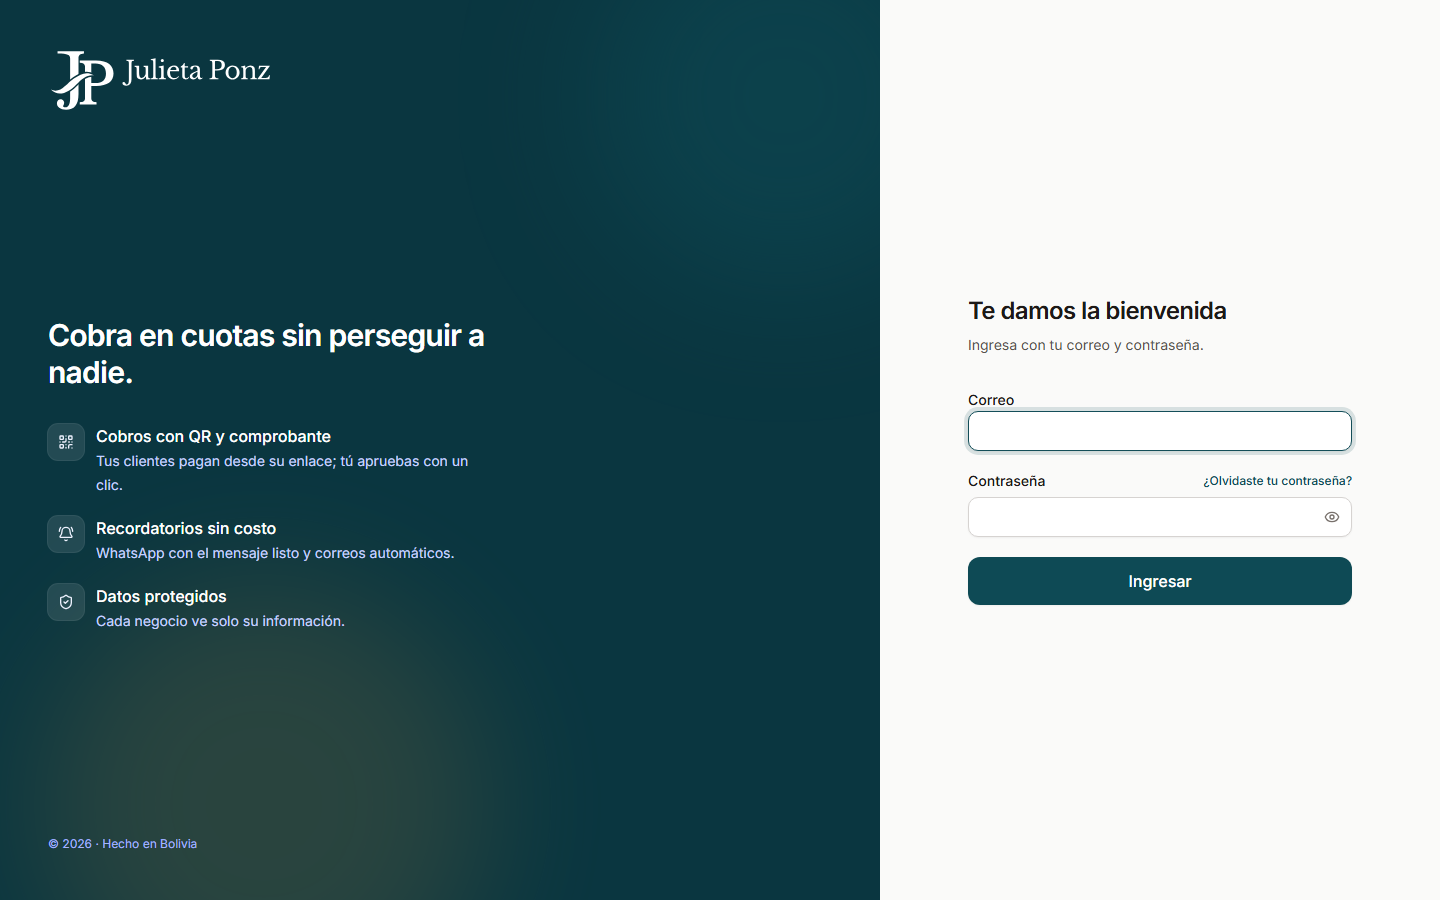 JP Julieta Ponz
Cobra en cuotas sin perseguir a
nadie.
Cobros con QR y comprobante
Tus clientes pagan desde su enlace; tú apruebas con un
clic.
Recordatorios sin costo
WhatsApp con el mensaje listo y correos automáticos.
Datos protegidos
Cada negocio ve solo su información.
© 2026 · Hecho en Bolivia
Te damos la bienvenida
Ingresa con tu correo y contraseña.
Correo
Contraseña ¿Olvidaste tu contraseña?
Ingresar